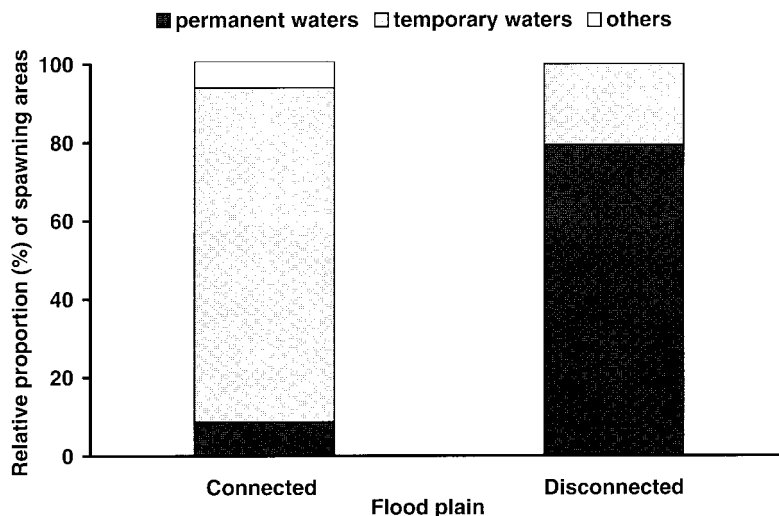 permanent waters temporary waters others
Relative proportion (%) of spawning areas
100
80
60
40
20
0
Connected Disconnected
Flood plain